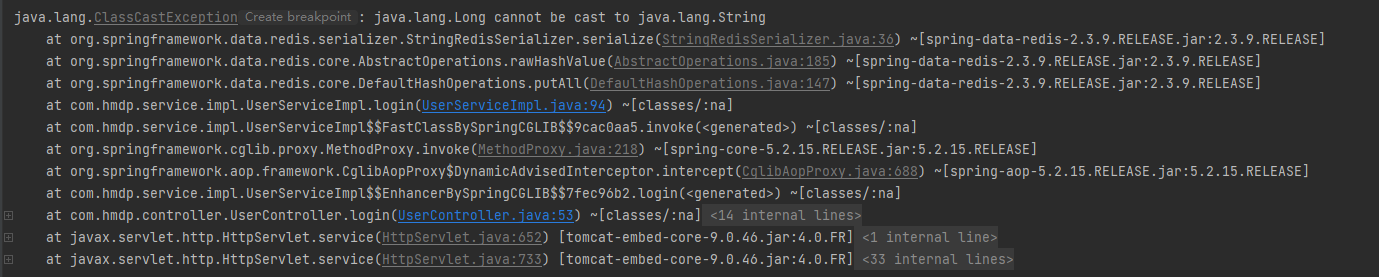 java.lang.ClassCastException Create breakpoint : java.lang.Long cannot be cast to java.lang.String
at org.springframework.data.redis.serializer.StringRedisSerializer.serialize(StringRedisSerializer.java:36) ~[spring-data-redis-2.3.9.RELEASE.jar:2.3.9.RELEASE]
at org.springframework.data.redis.core.AbstractOperations.rawHashValue(AbstractOperations.java:185) ~[spring-data-redis-2.3.9.RELEASE.jar:2.3.9.RELEASE]
at org.springframework.data.redis.core.DefaultHashOperations.putAll(DefaultHashOperations.java:147) ~[spring-data-redis-2.3.9.RELEASE.jar:2.3.9.RELEASE]
at com.hmdp.service.impl.UserServiceImpl.login(UserServiceImpl.java:94) ~[classes/:na]
at com.hmdp.service.impl.UserServiceImpl$$FastClassBySpringCGLIB$$9cac0aa5.invoke(<generated>) ~[classes/:na]
at org.springframework.cglib.proxy.MethodProxy.invoke(MethodProxy.java:218) ~[spring-core-5.2.15.RELEASE.jar:5.2.15.RELEASE]
at org.springframework.aop.framework.CglibAopProxy$DynamicAdvisedInterceptor.intercept(CglibAopProxy.java:688) ~[spring-aop-5.2.15.RELEASE.jar:5.2.15.RELEASE]
at com.hmdp.service.impl.UserServiceImpl$$EnhancerBySpringCGLIB$$7fec96b2.login(<generated>) ~[classes/:na]
at com.hmdp.controller.UserController.login(UserController.java:53) ~[classes/:na] <14 internal lines>
at javax.servlet.http.HttpServlet.service(HttpServlet.java:652) [tomcat-embed-core-9.0.46.jar:4.0.FR] <1 internal line>
at javax.servlet.http.HttpServlet.service(HttpServlet.java:733) [tomcat-embed-core-9.0.46.jar:4.0.FR] <33 internal lines>